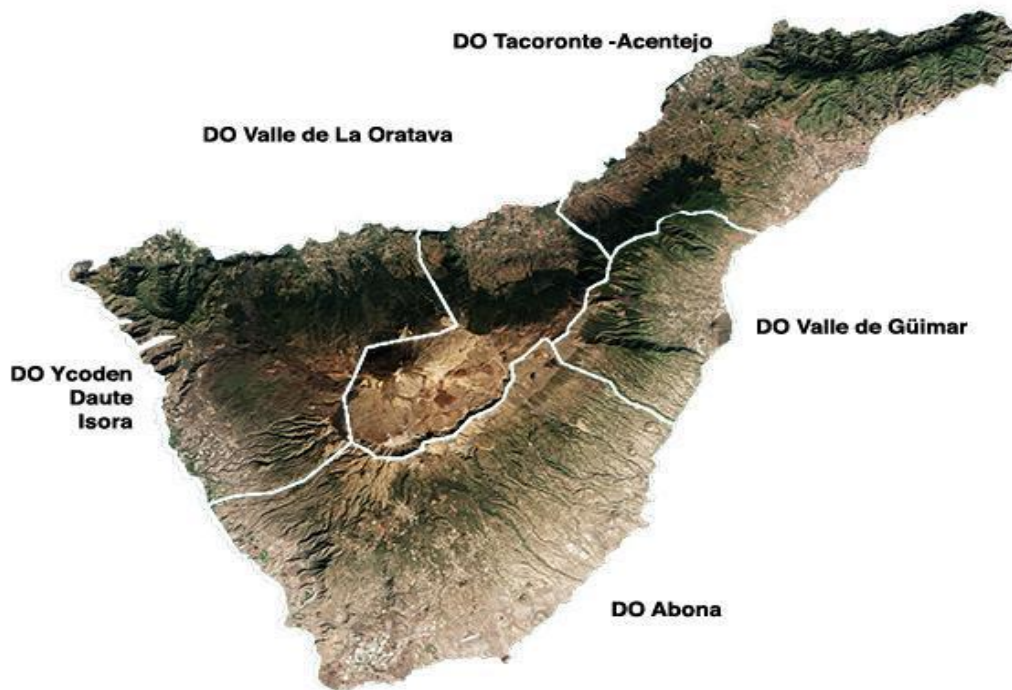 DO Tacoronte -Acentejo
DO Valle de La Oratava
DO Valle de Güimar
DO Ycoden
Daute
Isora
DO Abona